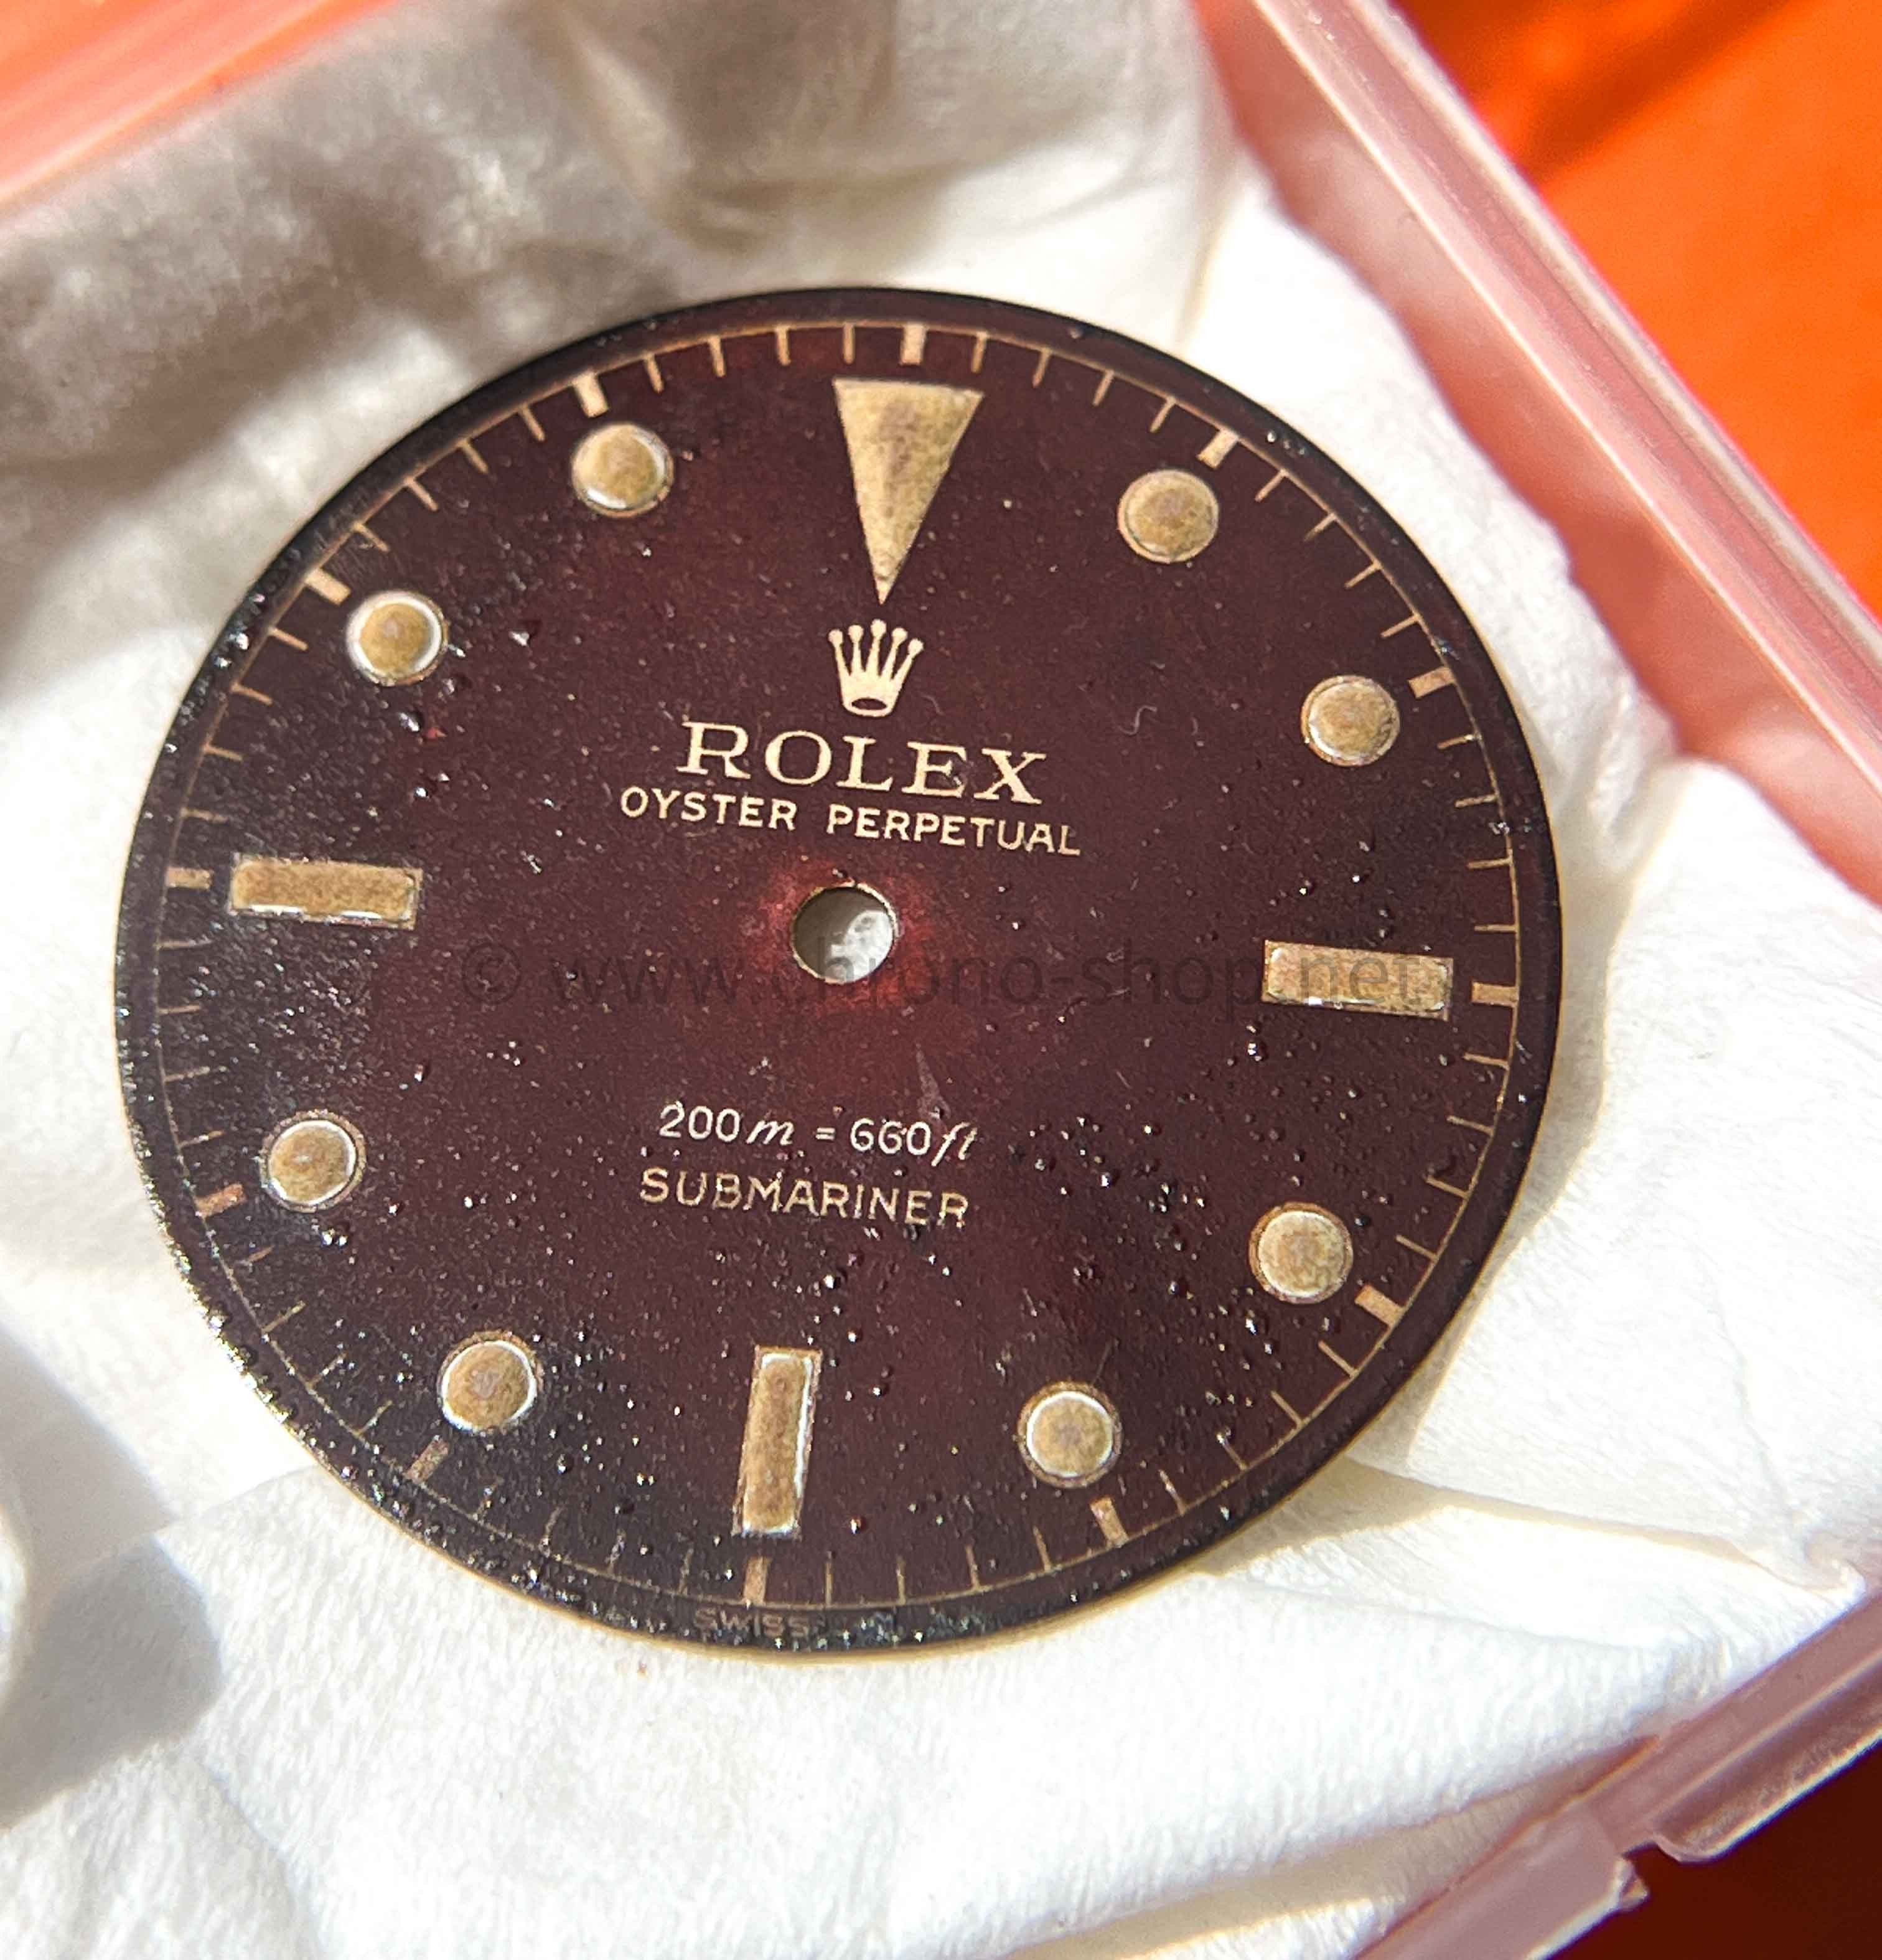 ROLEX
OYSTER PERPETUAL
© www.chrono-shop.net
200m = 660ft
SUBMARINER
SWISS